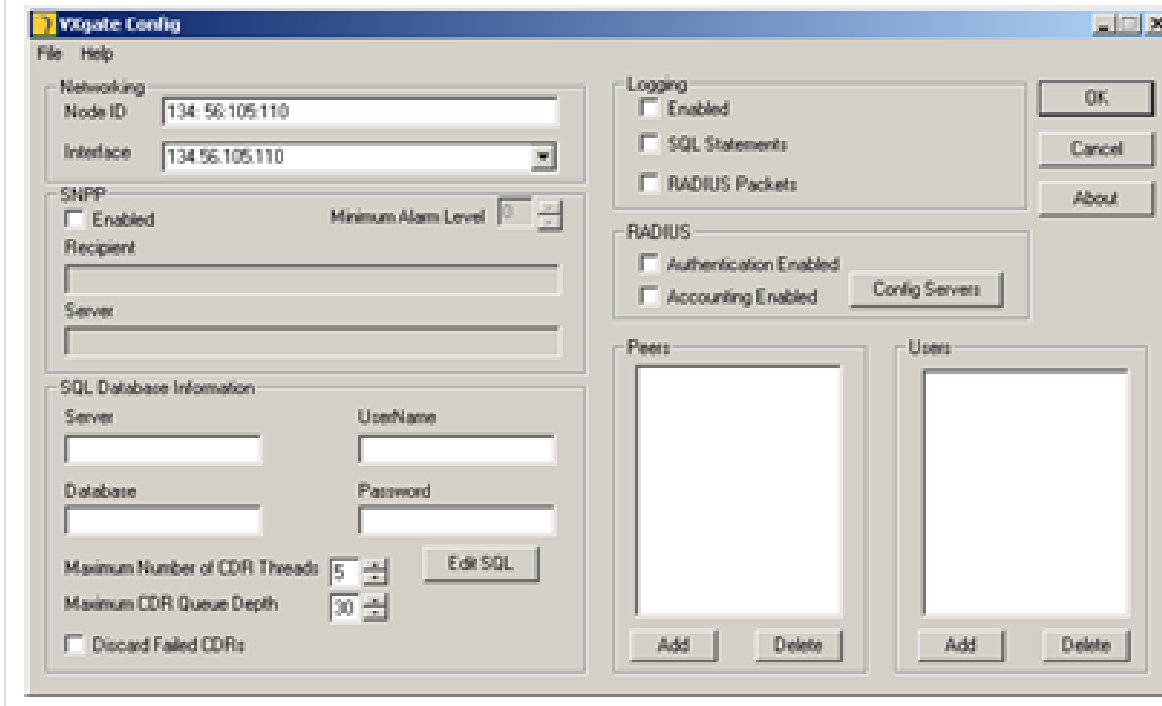 VXgate Config
File Help
Networking
Node ID 134: 56:105:110
Interface 134.56.105.110
SNPP
Enabled Minimum Alarm Level 0
Recipient
Server
SQL Database Information
Server UserName
Database Password
Maximum Number of CDR Threads 5 Edit SQL
Maximum CDR Queue Depth 30
Discard Failed CDRs
Logging
Enabled
SQL Statements
RADIUS Packets
OK
Cancel
About
RADIUS
Authentication Enabled
Accounting Enabled Config Servers
Peers
Add Delete
Users
Add Delete